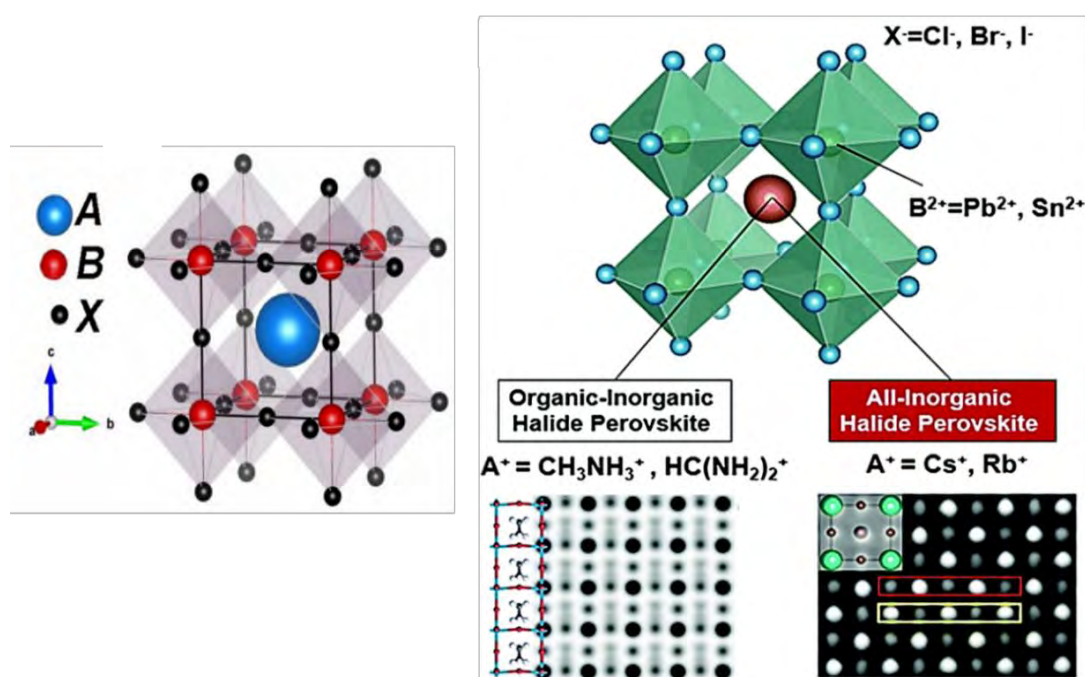 A
B
X
c
a
b
X⁻=Cl⁻, Br⁻, I⁻
B²⁺=Pb²⁺, Sn²⁺
Organic-Inorganic
Halide Perovskite
All-Inorganic
Halide Perovskite
A⁺ = CH₃NH₃⁺ , HC(NH₂)₂⁺
A⁺ = Cs⁺, Rb⁺